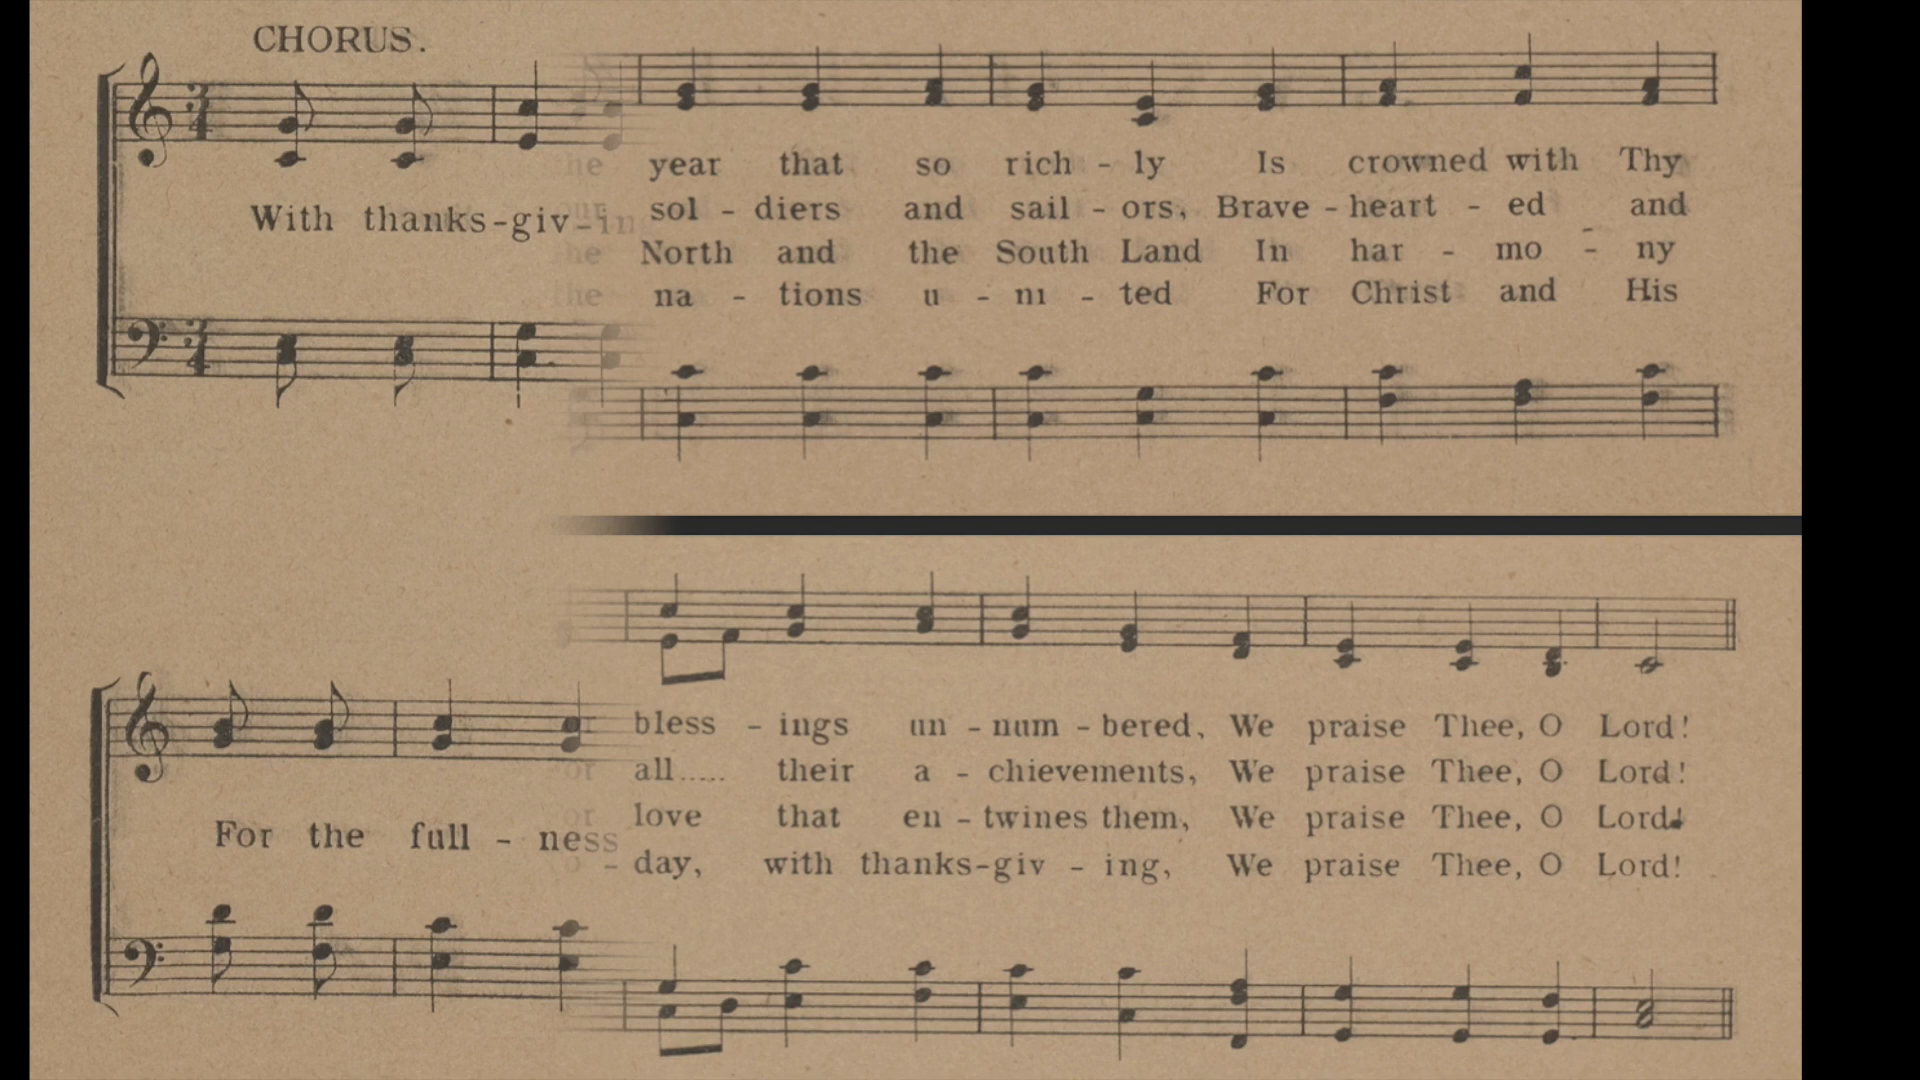 CHORUS.
year that so rich - ly Is crowned with Thy
With thanks-giv-in
sol - diers and sail - ors, Brave - heart - ed and
North and the South Land In har - mo - ny
na - tions u - ni - ted For Christ and His
bless - ings un - num - bered, We praise Thee, O Lord!
all..... their a - chievements, We praise Thee, O Lord!
love that en - twines them, We praise Thee, O Lord!
For the full - ness
day, with thanks-giv - ing, We praise Thee, O Lord!